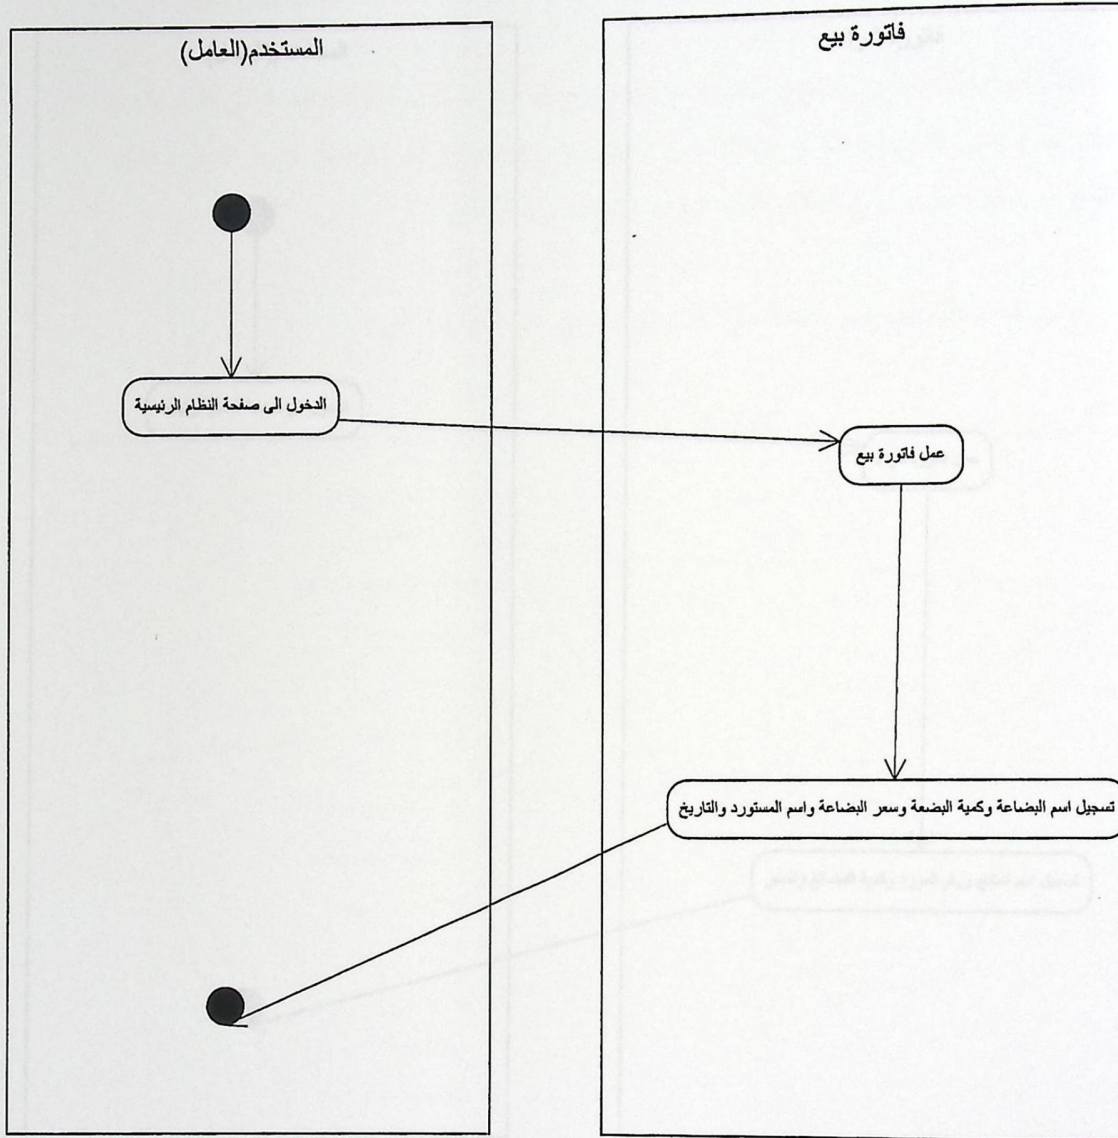 المستخدم(العامل)
فاتورة بيع
الدخول الى صفحة النظام الرئيسية
عمل فاتورة بيع
تسجيل اسم البضاعة وكمية البضعة وسعر البضاعة واسم المستورد والتاريخ